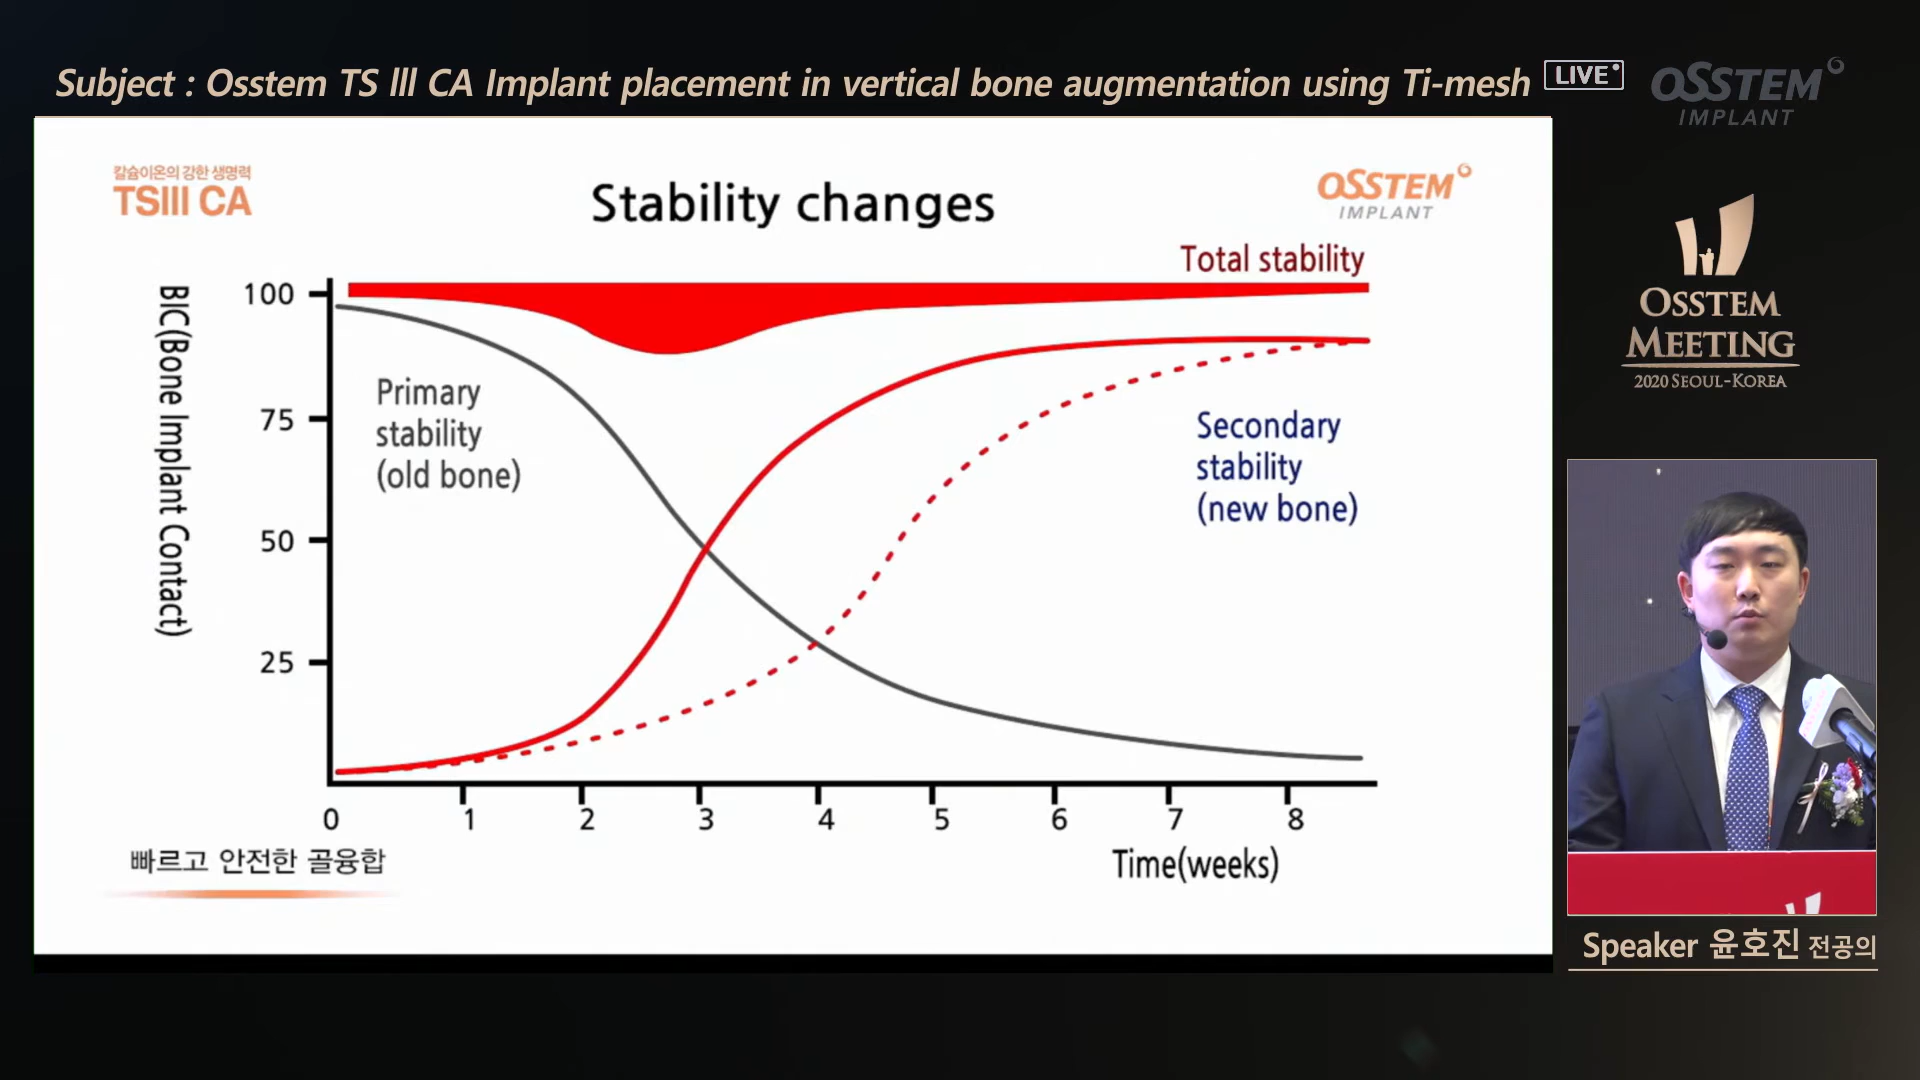 Subject : Osstem TS lll CA Implant placement in vertical bone augmentation using Ti-mesh
LIVE
OSSTEM
IMPLANT
칼슘이온의 강한 생명력
TSIII CA
Stability changes
OSSTEM
IMPLANT
Total stability
BIC(Bone Implant Contact)
100
75
50
25
Primary
stability
(old bone)
Secondary
stability
(new bone)
0 1 2 3 4 5 6 7 8
Time(weeks)
빠르고 안전한 골융합
OSSTEM
MEETING
2020 SEOUL-KOREA
Speaker 윤호진 전공의